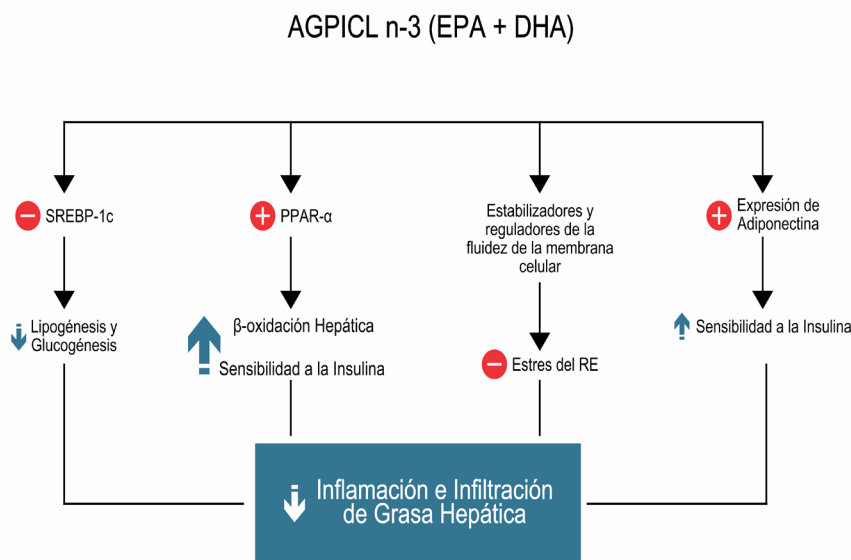 AGPICL n-3 (EPA + DHA)
SREBP-1c
PPAR-α
Estabilizadores y
reguladores de la
fluidez de la membrana
celular
Expresión de
Adiponectina
Lipogénesis y
Glucogénesis
β-oxidación Hepática
Sensibilidad a la Insulina
Estres del RE
Sensibilidad a la Insulina
Inflamación e Infiltración
de Grasa Hepática